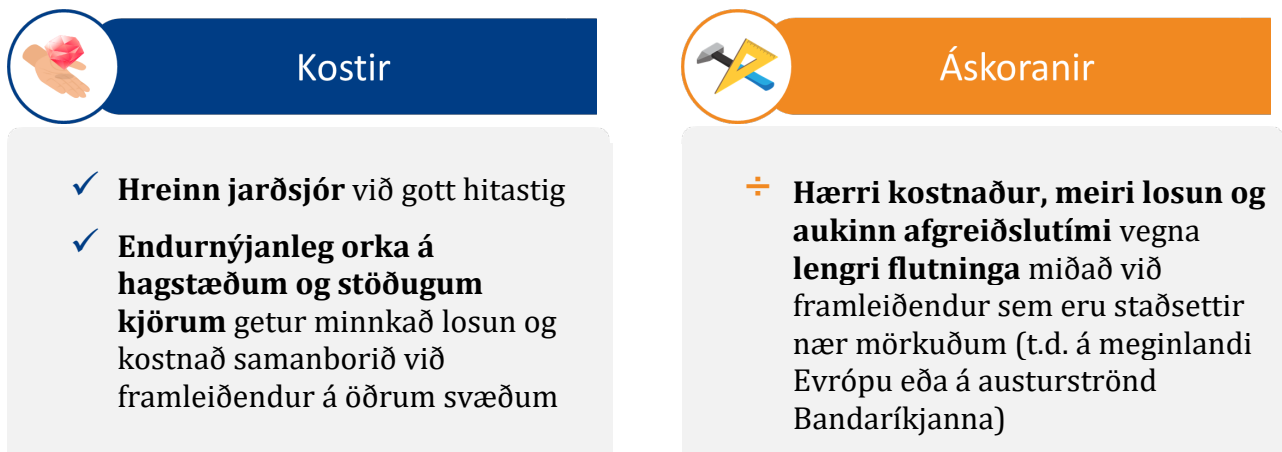 Kostir
✓ Hreinn jarðsjór við gott hitastig
✓ Endurnýjanleg orka á
hagstæðum og stöðugum
kjörum getur minnkað losun og
kostnað samanborið við
framleiðendur á öðrum svæðum
Áskoranir
÷ Hærri kostnaður, meiri losun og
aukinn afgreiðslutími vegna
lengri flutninga miðað við
framleiðendur sem eru staðsettir
nær mörkuðum (t.d. á meginlandi
Evrópu eða á austurströnd
Bandaríkjanna)